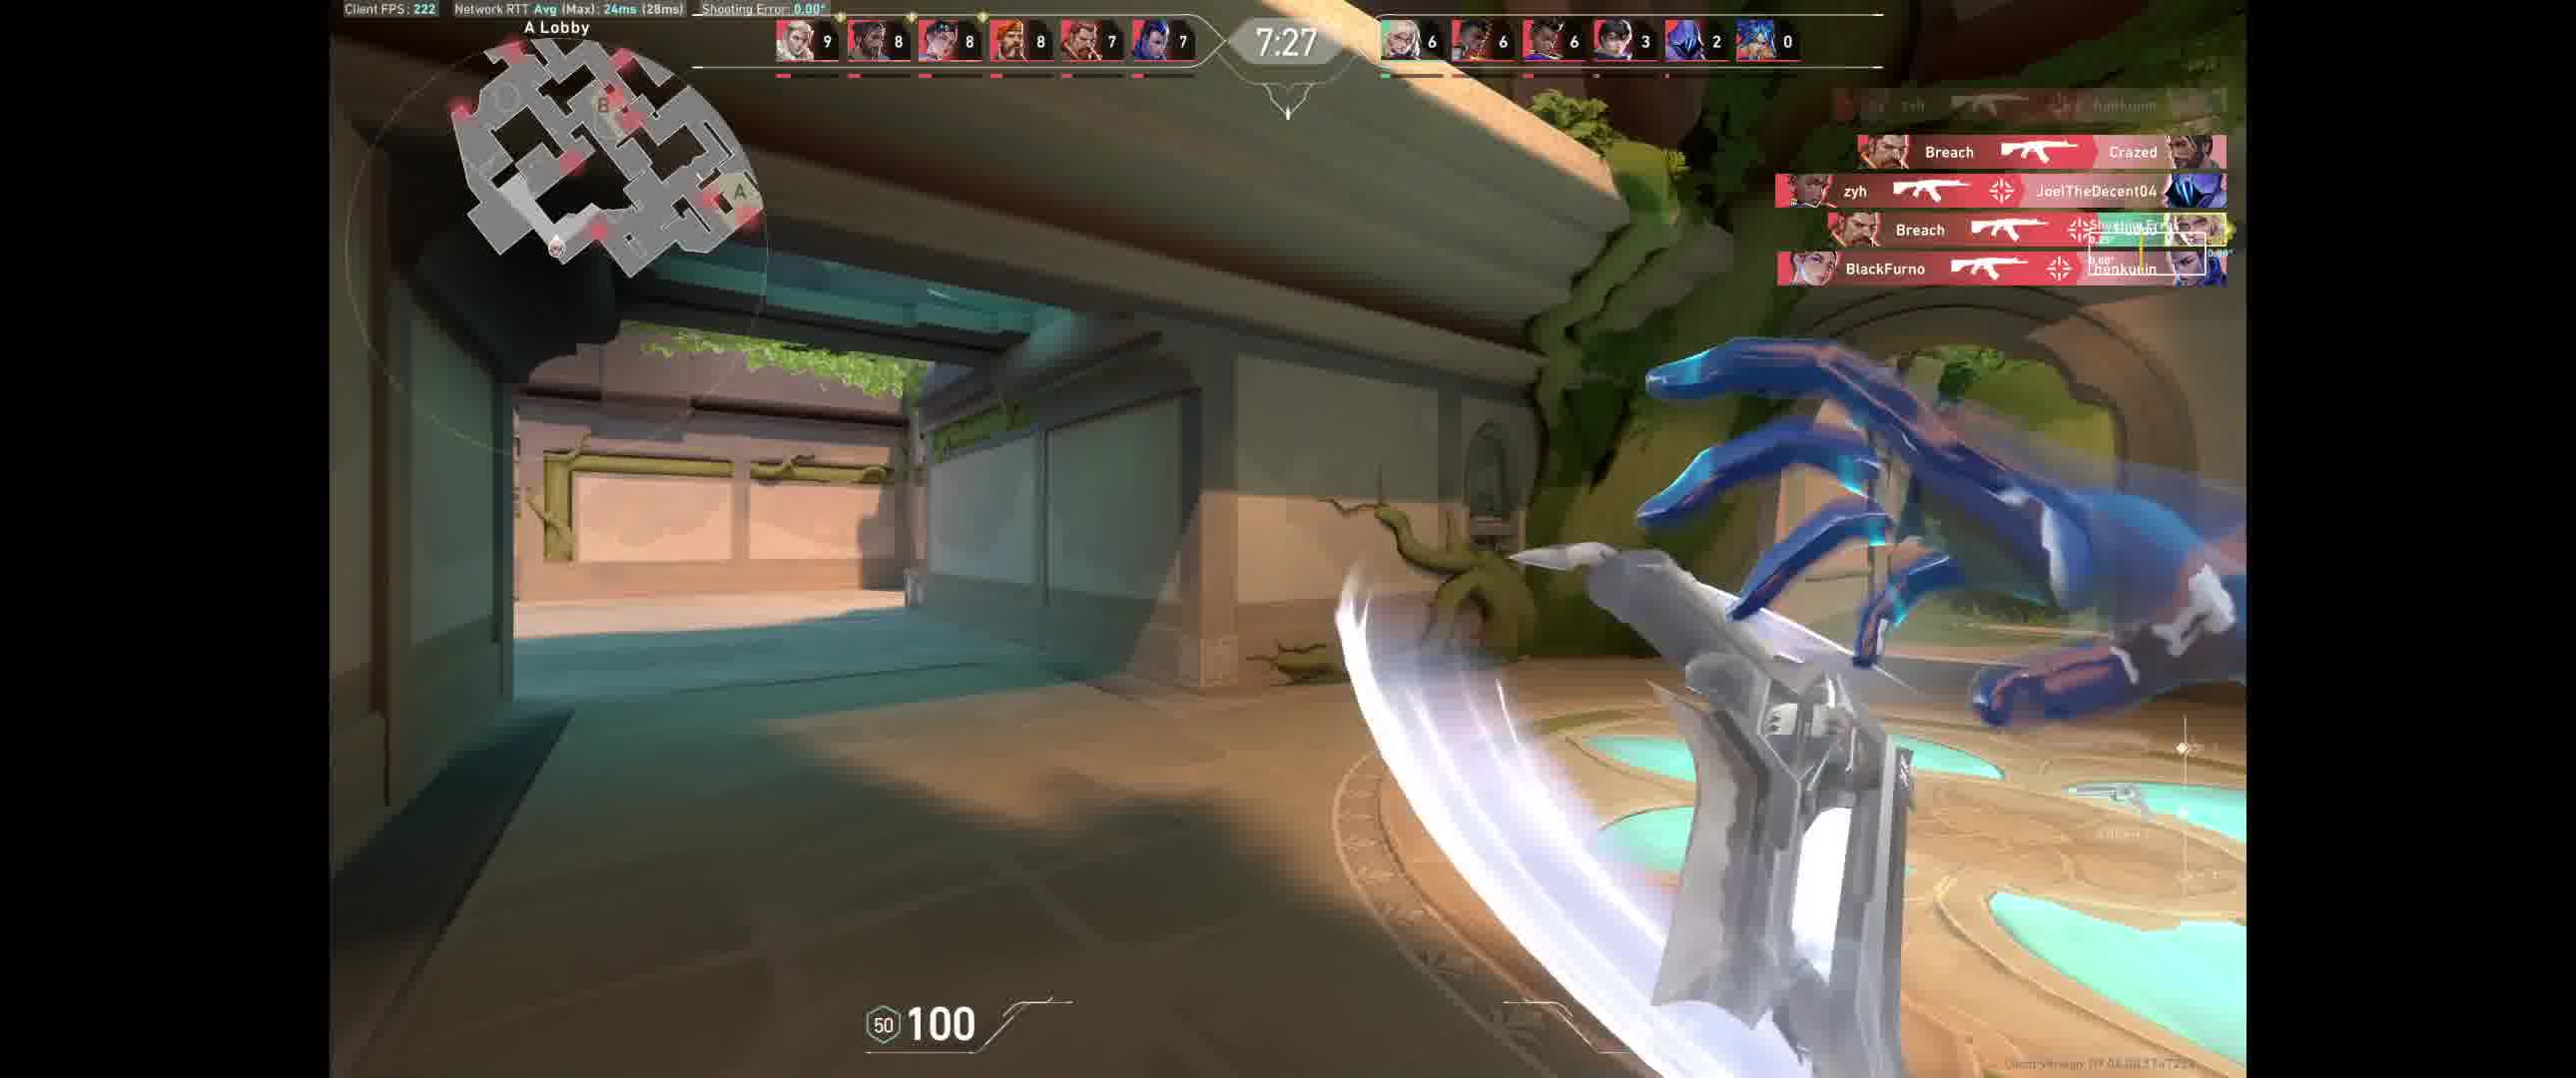 Client FPS: 222 Network RTT Avg (Max): 24ms (28ms) Shooting Error: 0.00°
A Lobby
9 8 8 8 7 7 7:27 6 6 6 3 2 0
B
A
zyh
Breach Crazed
zyh JoelTheDecent04
Breach
BlackFurno
50 100